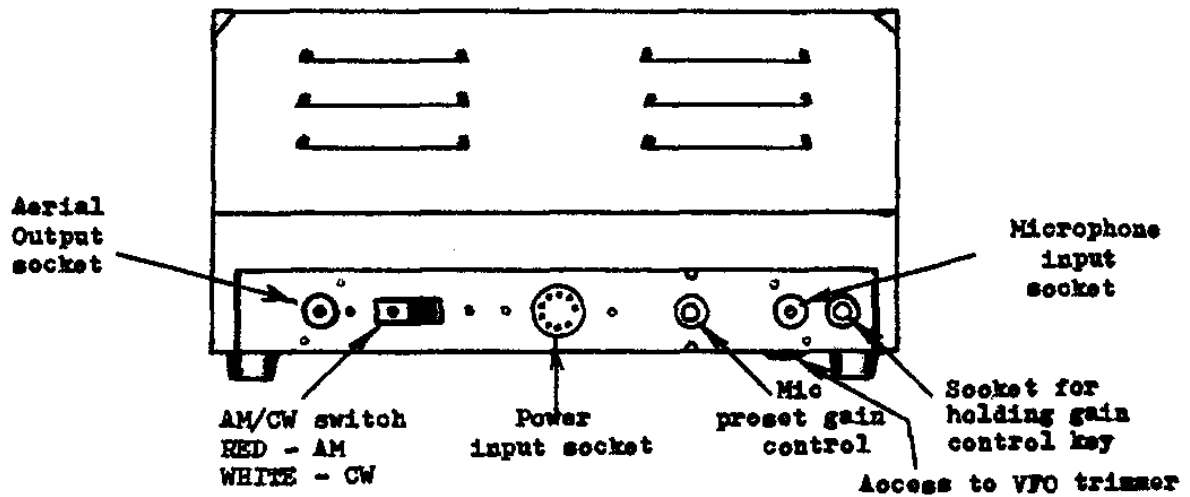 Aerial
Output
socket
Microphone
input
socket
AM/CW switch
RED - AM
WHITE - CW
Power
input socket
Mic
preset gain
control
Socket for
holding gain
control key
Access to VFO trimmer